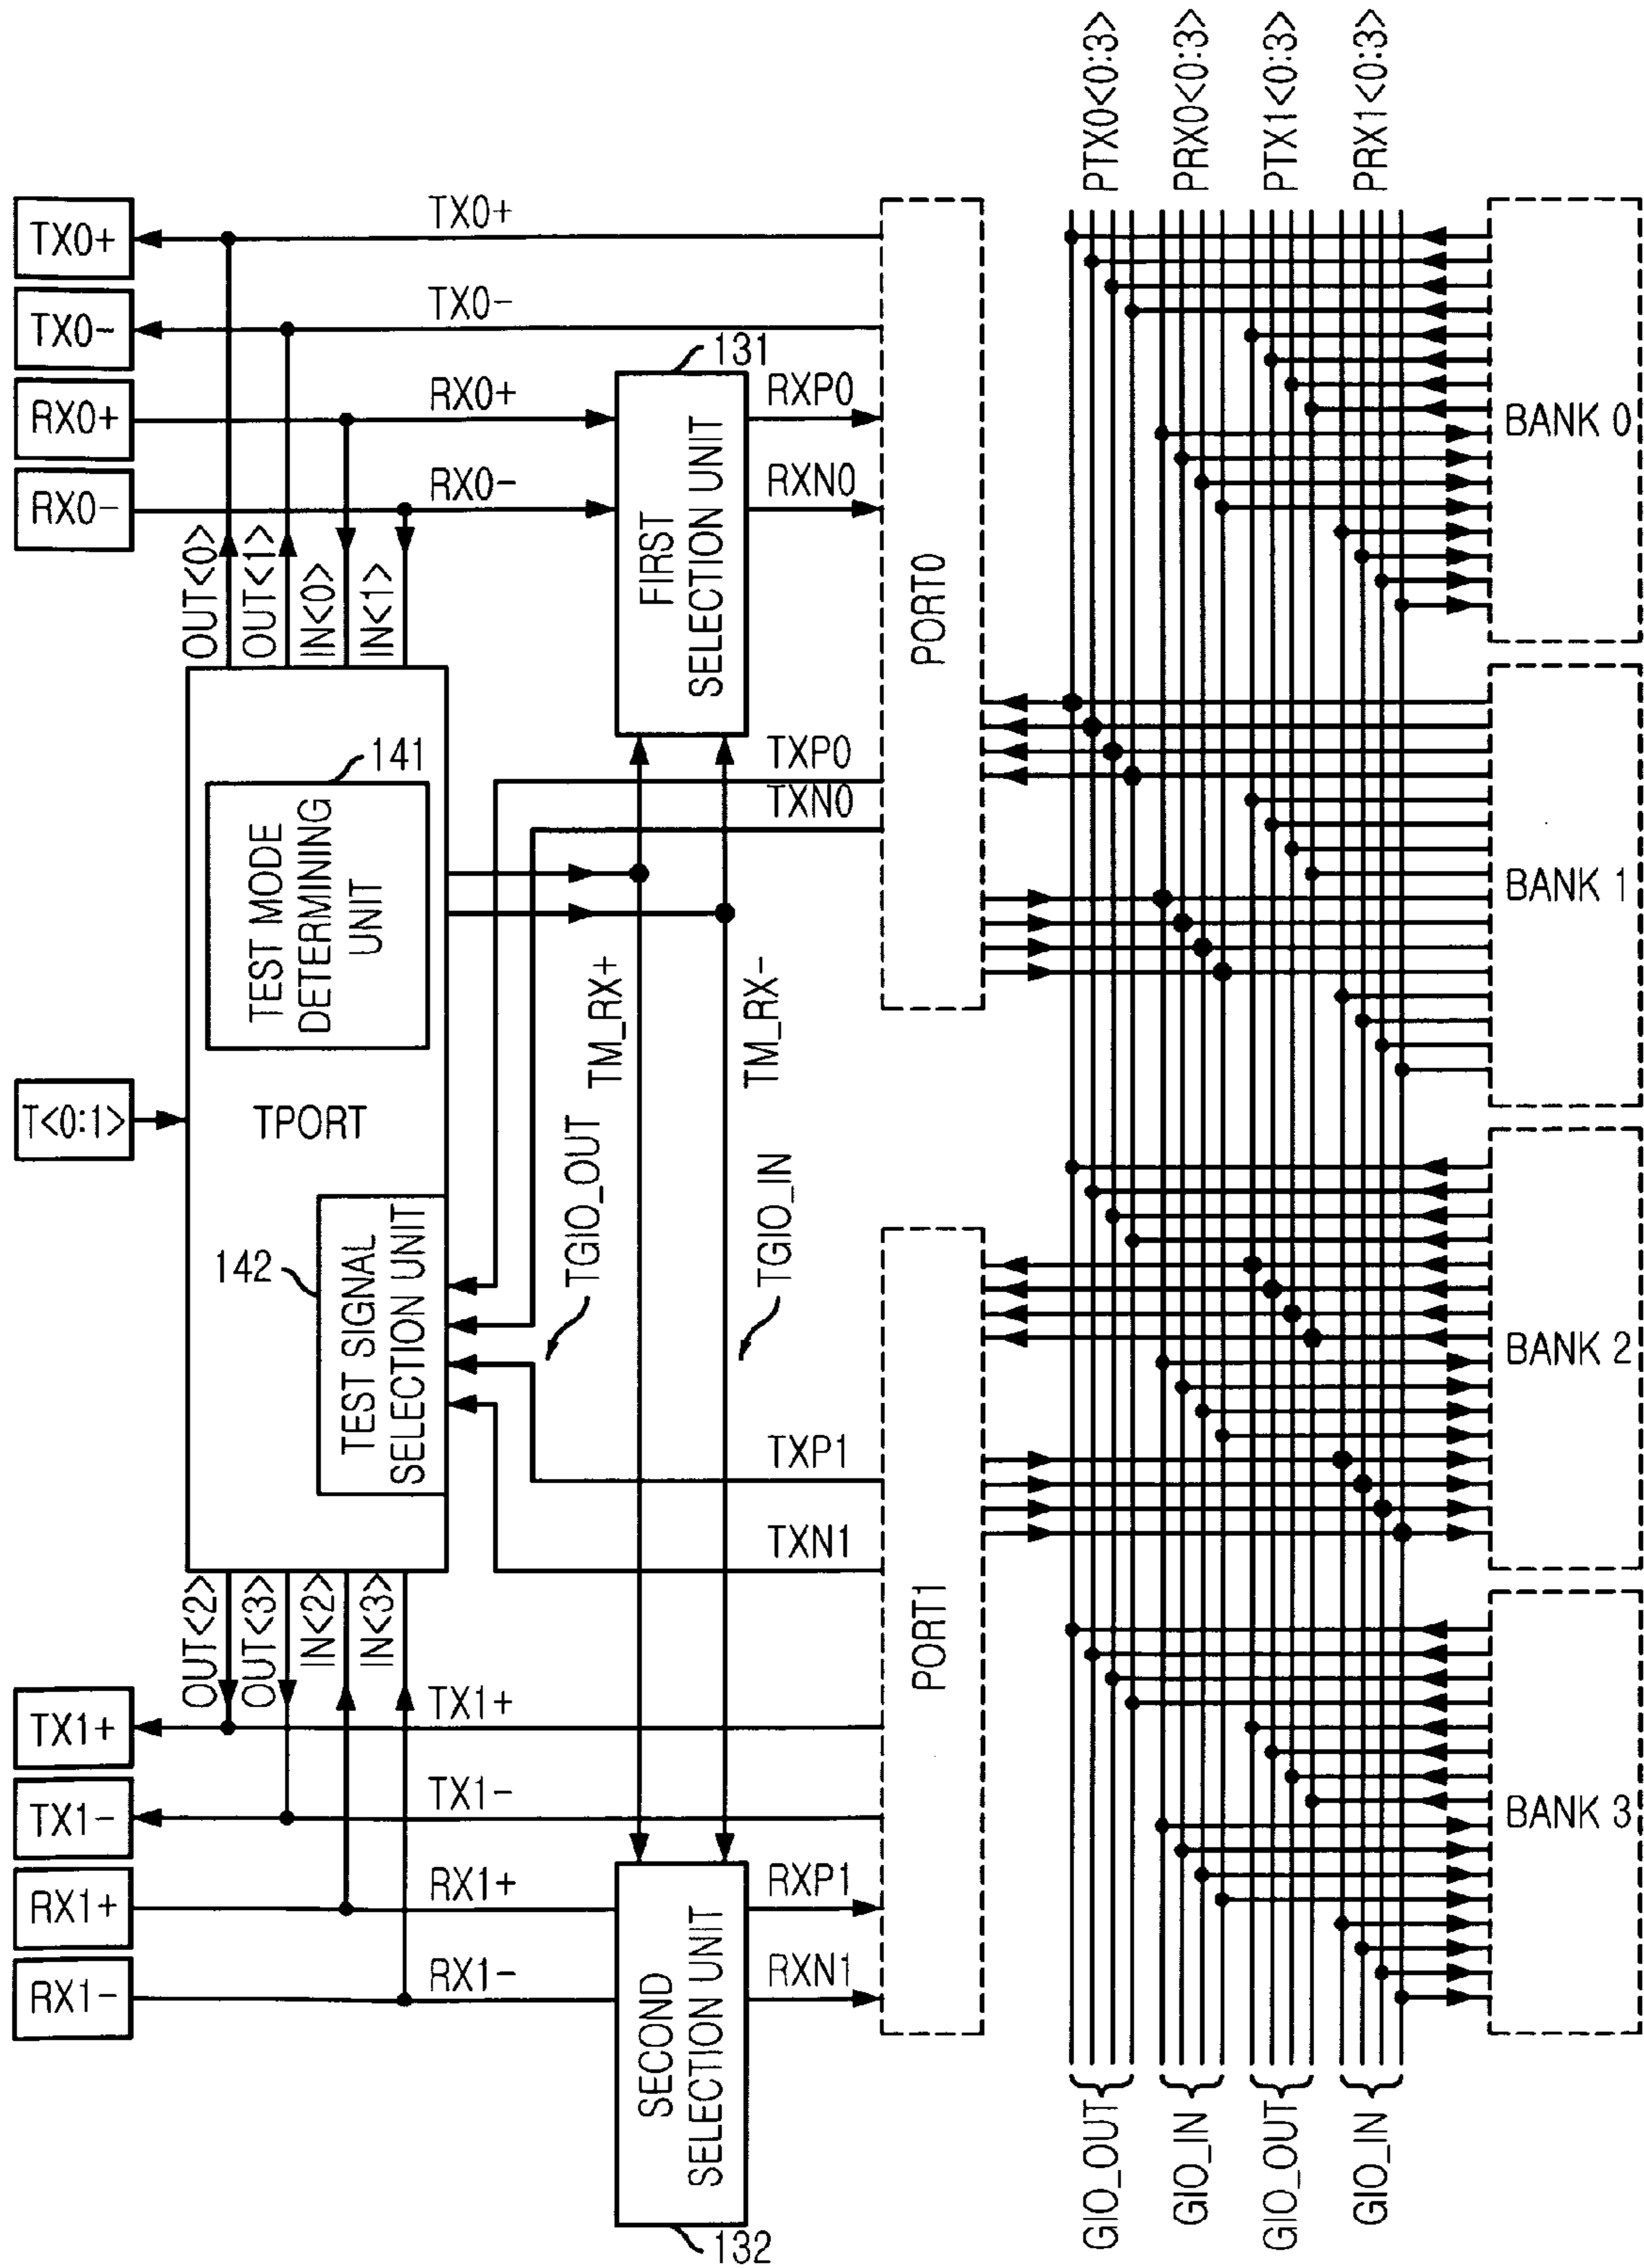 TX0+
TX0-
RX0+
RX0-
T<0:1>
TX1+
TX1-
RX1+
RX1-
OUT<0>
OUT<1>
IN<0>
IN<1>
TX0+
TX0-
RX0+
RX0-
131
FIRST
SELECTION UNIT
RXP0
RXN0
141
TEST MODE
DETERMINING
UNIT
TPORT
142
TEST SIGNAL
SELECTION UNIT
TXP0
TXN0
TM_RX+
TM_RX-
TGIO_OUT
TGIO_IN
TXP1
TXN1
OUT<2>
OUT<3>
IN<2>
IN<3>
TX1+
TX1-
RX1+
RX1-
SECOND
SELECTION UNIT
132
RXP1
RXN1
PORT0
PORT1
PTX0<0:3>
PRX0<0:3>
PTX1<0:3>
PRX1<0:3>
GIO_OUT
GIO_IN
GIO_OUT
GIO_IN
BANK 0
BANK 1
BANK 2
BANK 3